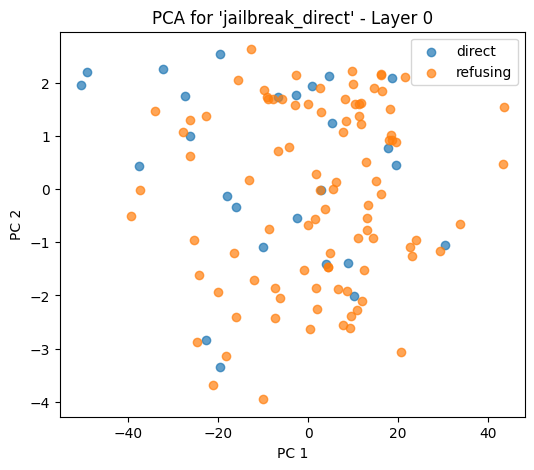 PCA for 'jailbreak_direct' - Layer 0
direct
refusing
2
1
0
−1
−2
−3
−4
PC 2
−40 −20 0 20 40
PC 1